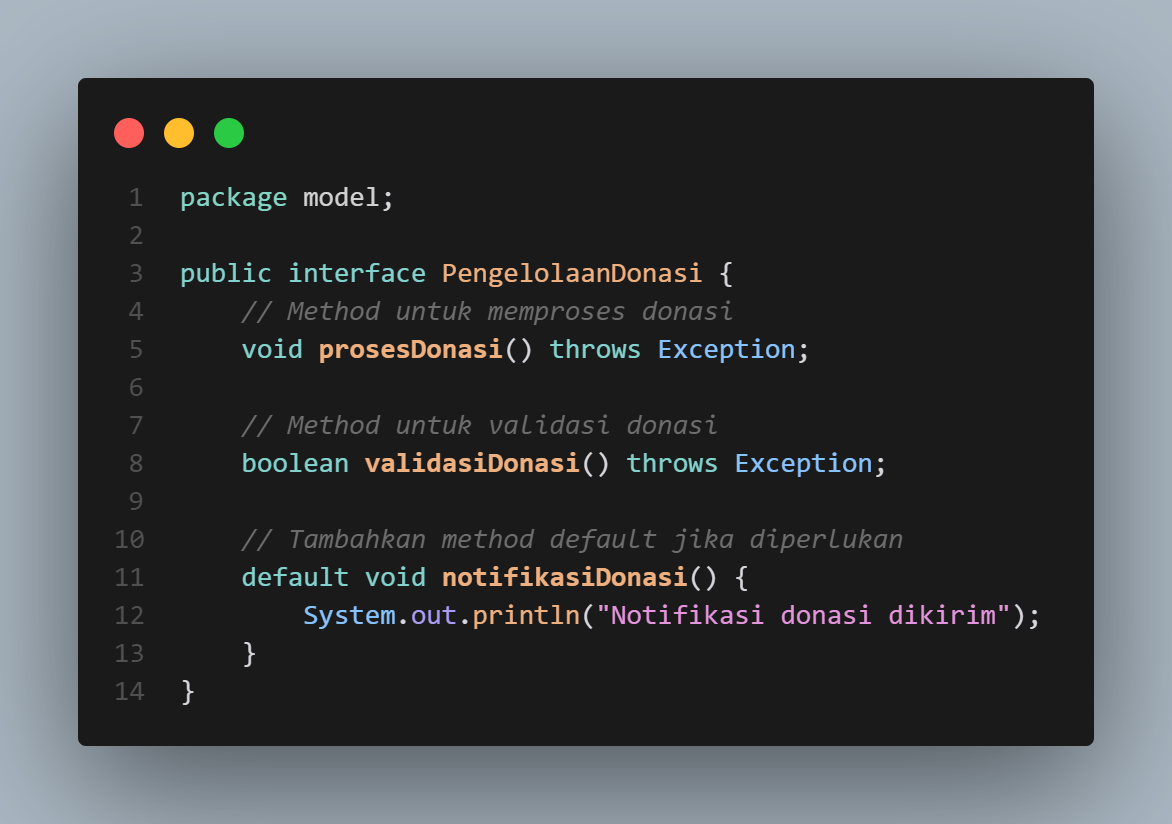 1 package model;
2
3 public interface PengelolaanDonasi {
4     // Method untuk memproses donasi
5     void prosesDonasi() throws Exception;
6
7     // Method untuk validasi donasi
8     boolean validasiDonasi() throws Exception;
9
10     // Tambahkan method default jika diperlukan
11     default void notifikasiDonasi() {
12         System.out.println("Notifikasi donasi dikirim");
13     }
14 }